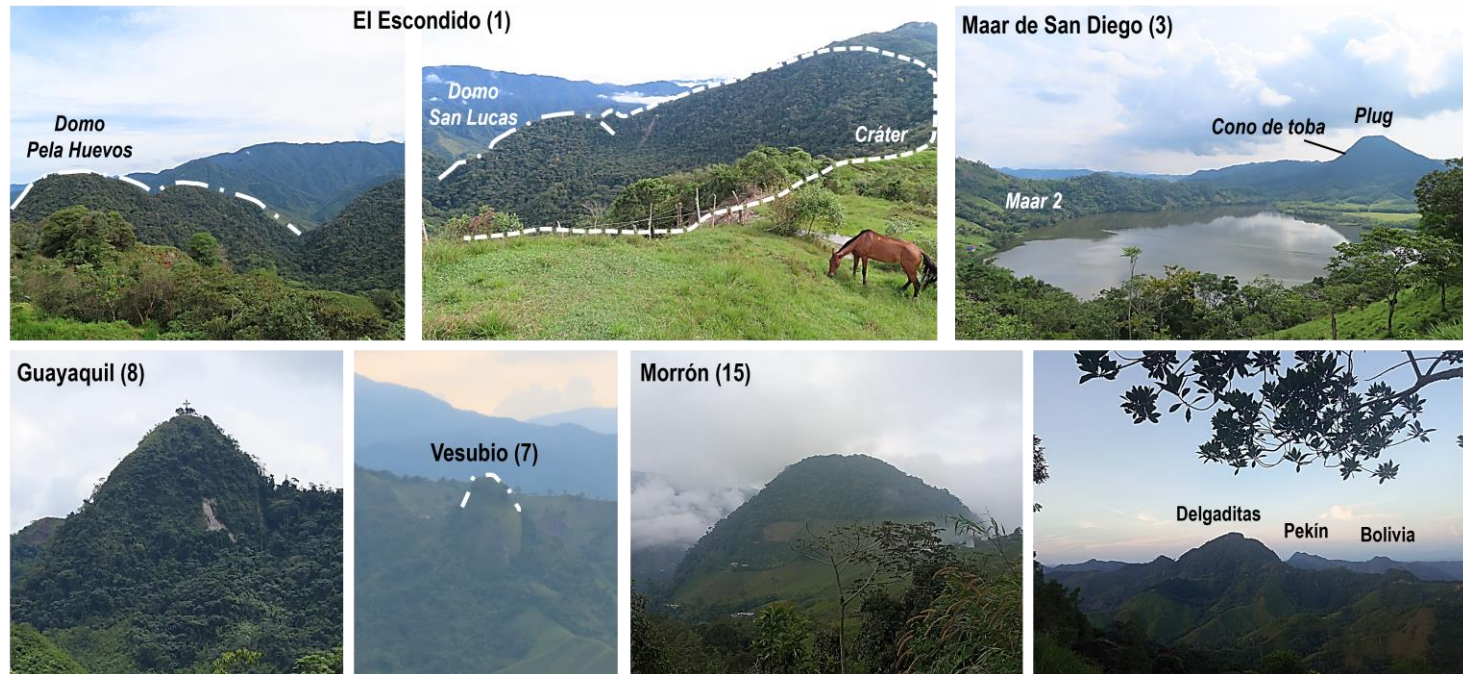 El Escondido (1)
Domo
Pela Huevos
Domo
San Lucas
Cráter
Maar de San Diego (3)
Plug
Cono de toba
Maar 2
Guayaquil (8)
Vesubio (7)
Morrón (15)
Delgaditas
Pekín
Bolivia